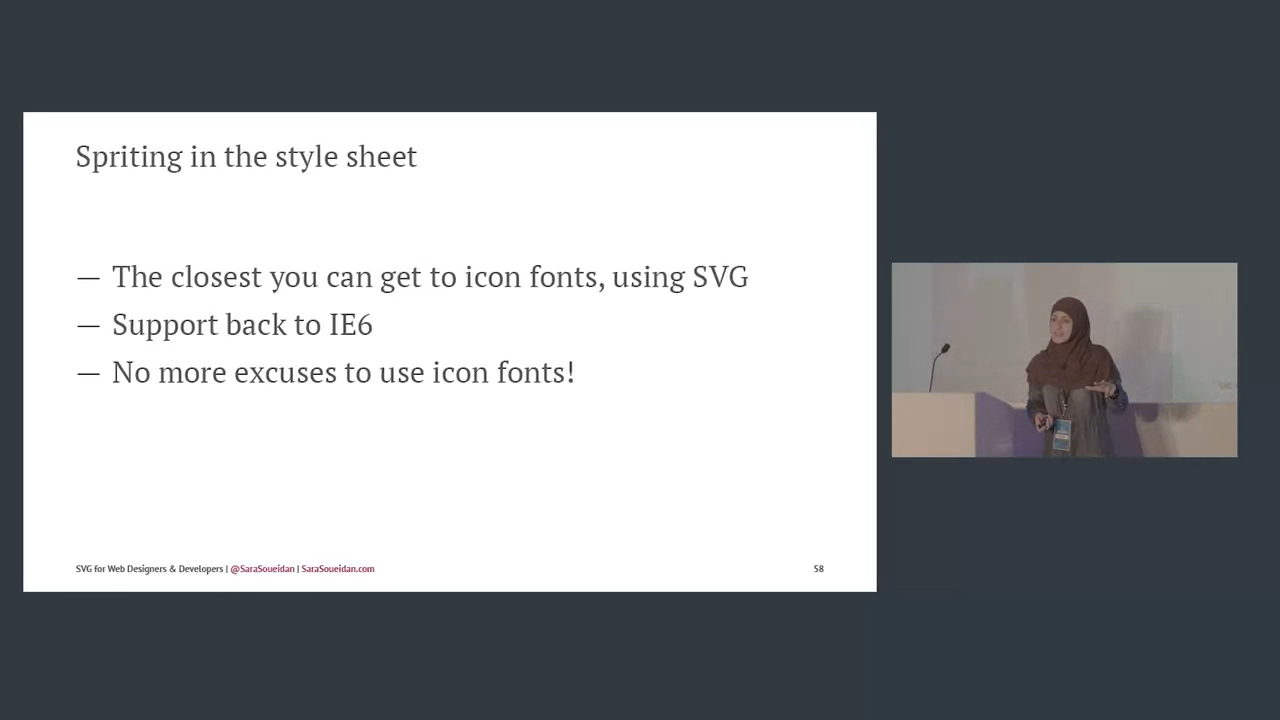 Spriting in the style sheet
— The closest you can get to icon fonts, using SVG
— Support back to IE6
— No more excuses to use icon fonts!
SVG for Web Designers & Developers | @SaraSoueidan | SaraSoueidan.com
58